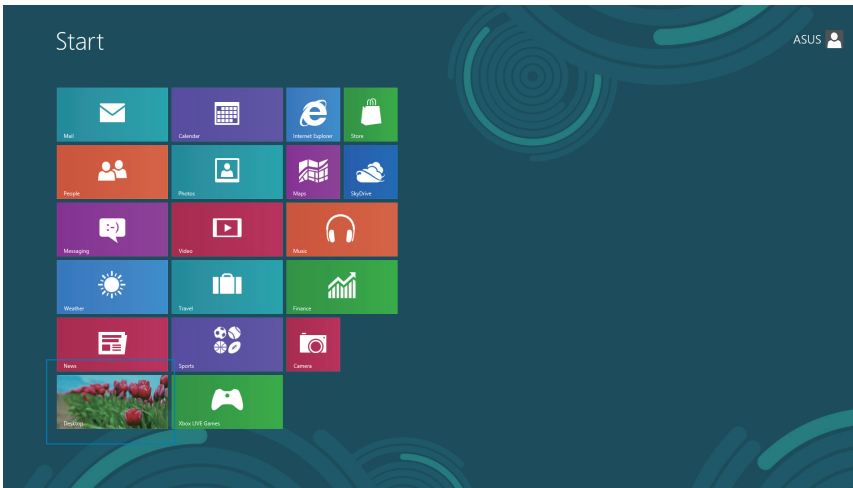 Start
ASUS
Mail
Calendar
Internet Explorer
Store
People
Photos
Maps
SkyDrive
Messaging
Video
Music
Weather
Travel
Finance
News
Sports
Camera
Desktop
Xbox LIVE Games